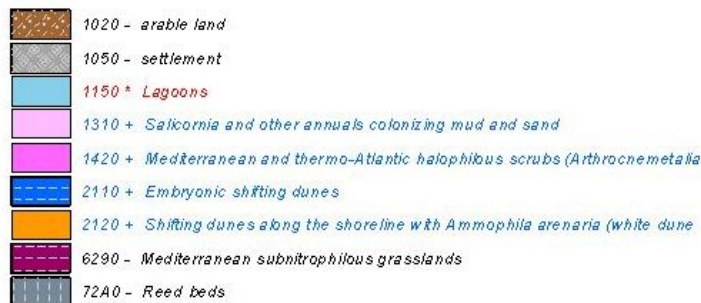 1020 - arable land
1050 - settlement
1150 * Lagoons
1310 + Salicornia and other annuals colonizing mud and sand
1420 + Mediterranean and thermo-Atlantic halophilous scrubs (Arthrocnemetalia
2110 + Embryonic shifting dunes
2120 + Shifting dunes along the shoreline with Ammophila arenaria (white dune
6290 - Mediterranean subnitrophilous grasslands
72A0 - Reed beds